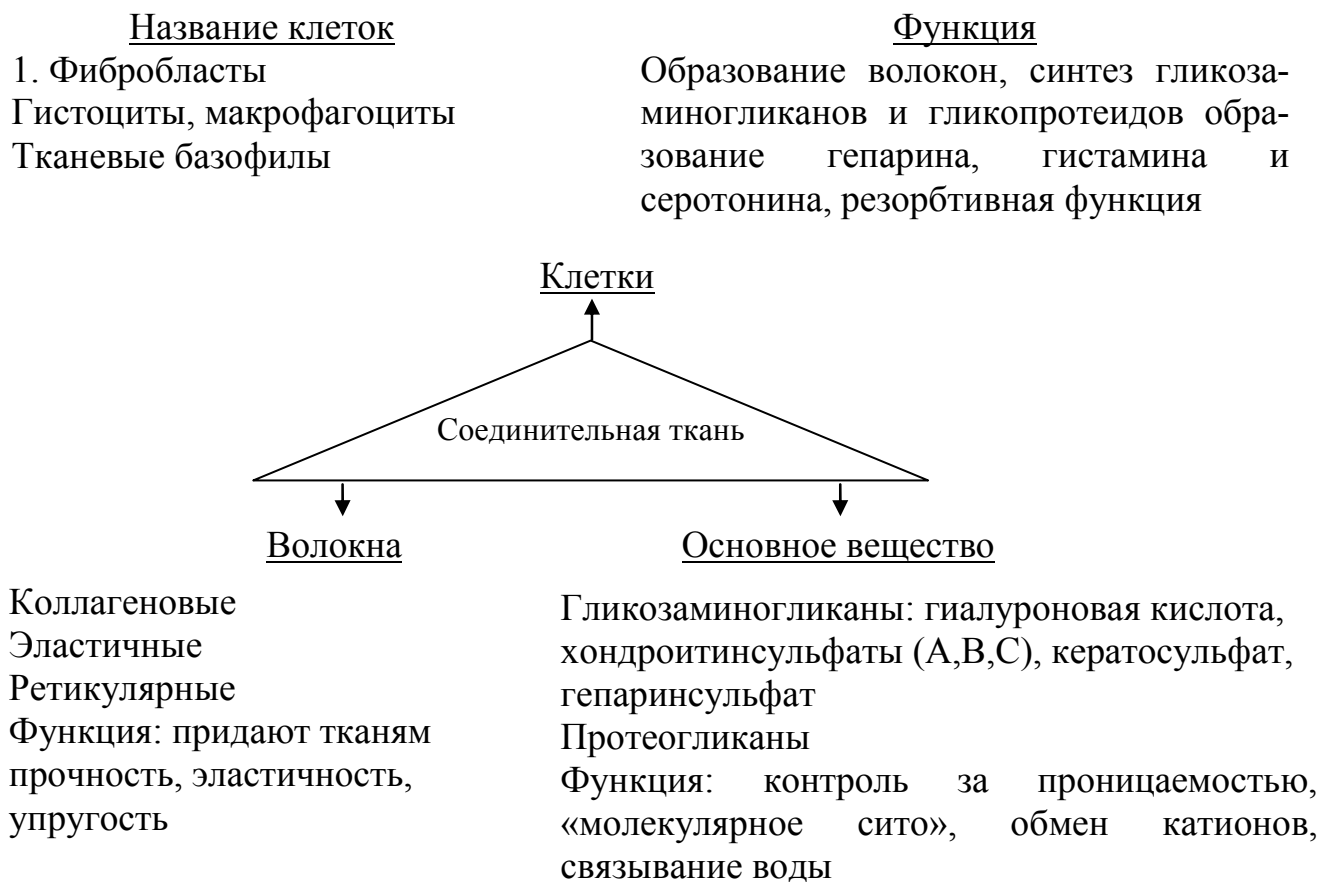 Название клеток
Функция
1. Фибробласты
Гистоциты, макрофагоциты
Тканевые базофилы
Образование волокон, синтез гликоза-
миногликанов и гликопротеидов обра-
зование гепарина, гистамина и
серотонина, резорбтивная функция
Клетки
Соединительная ткань
Волокна
Основное вещество
Коллагеновые
Эластичные
Ретикулярные
Функция: придают тканям
прочность, эластичность,
упругость
Гликозаминогликаны: гиалуроновая кислота,
хондроитинсульфаты (А,В,С), кератосульфат,
гепаринсульфат
Протеогликаны
Функция: контроль за проницаемостью,
«молекулярное сито», обмен катионов,
связывание воды